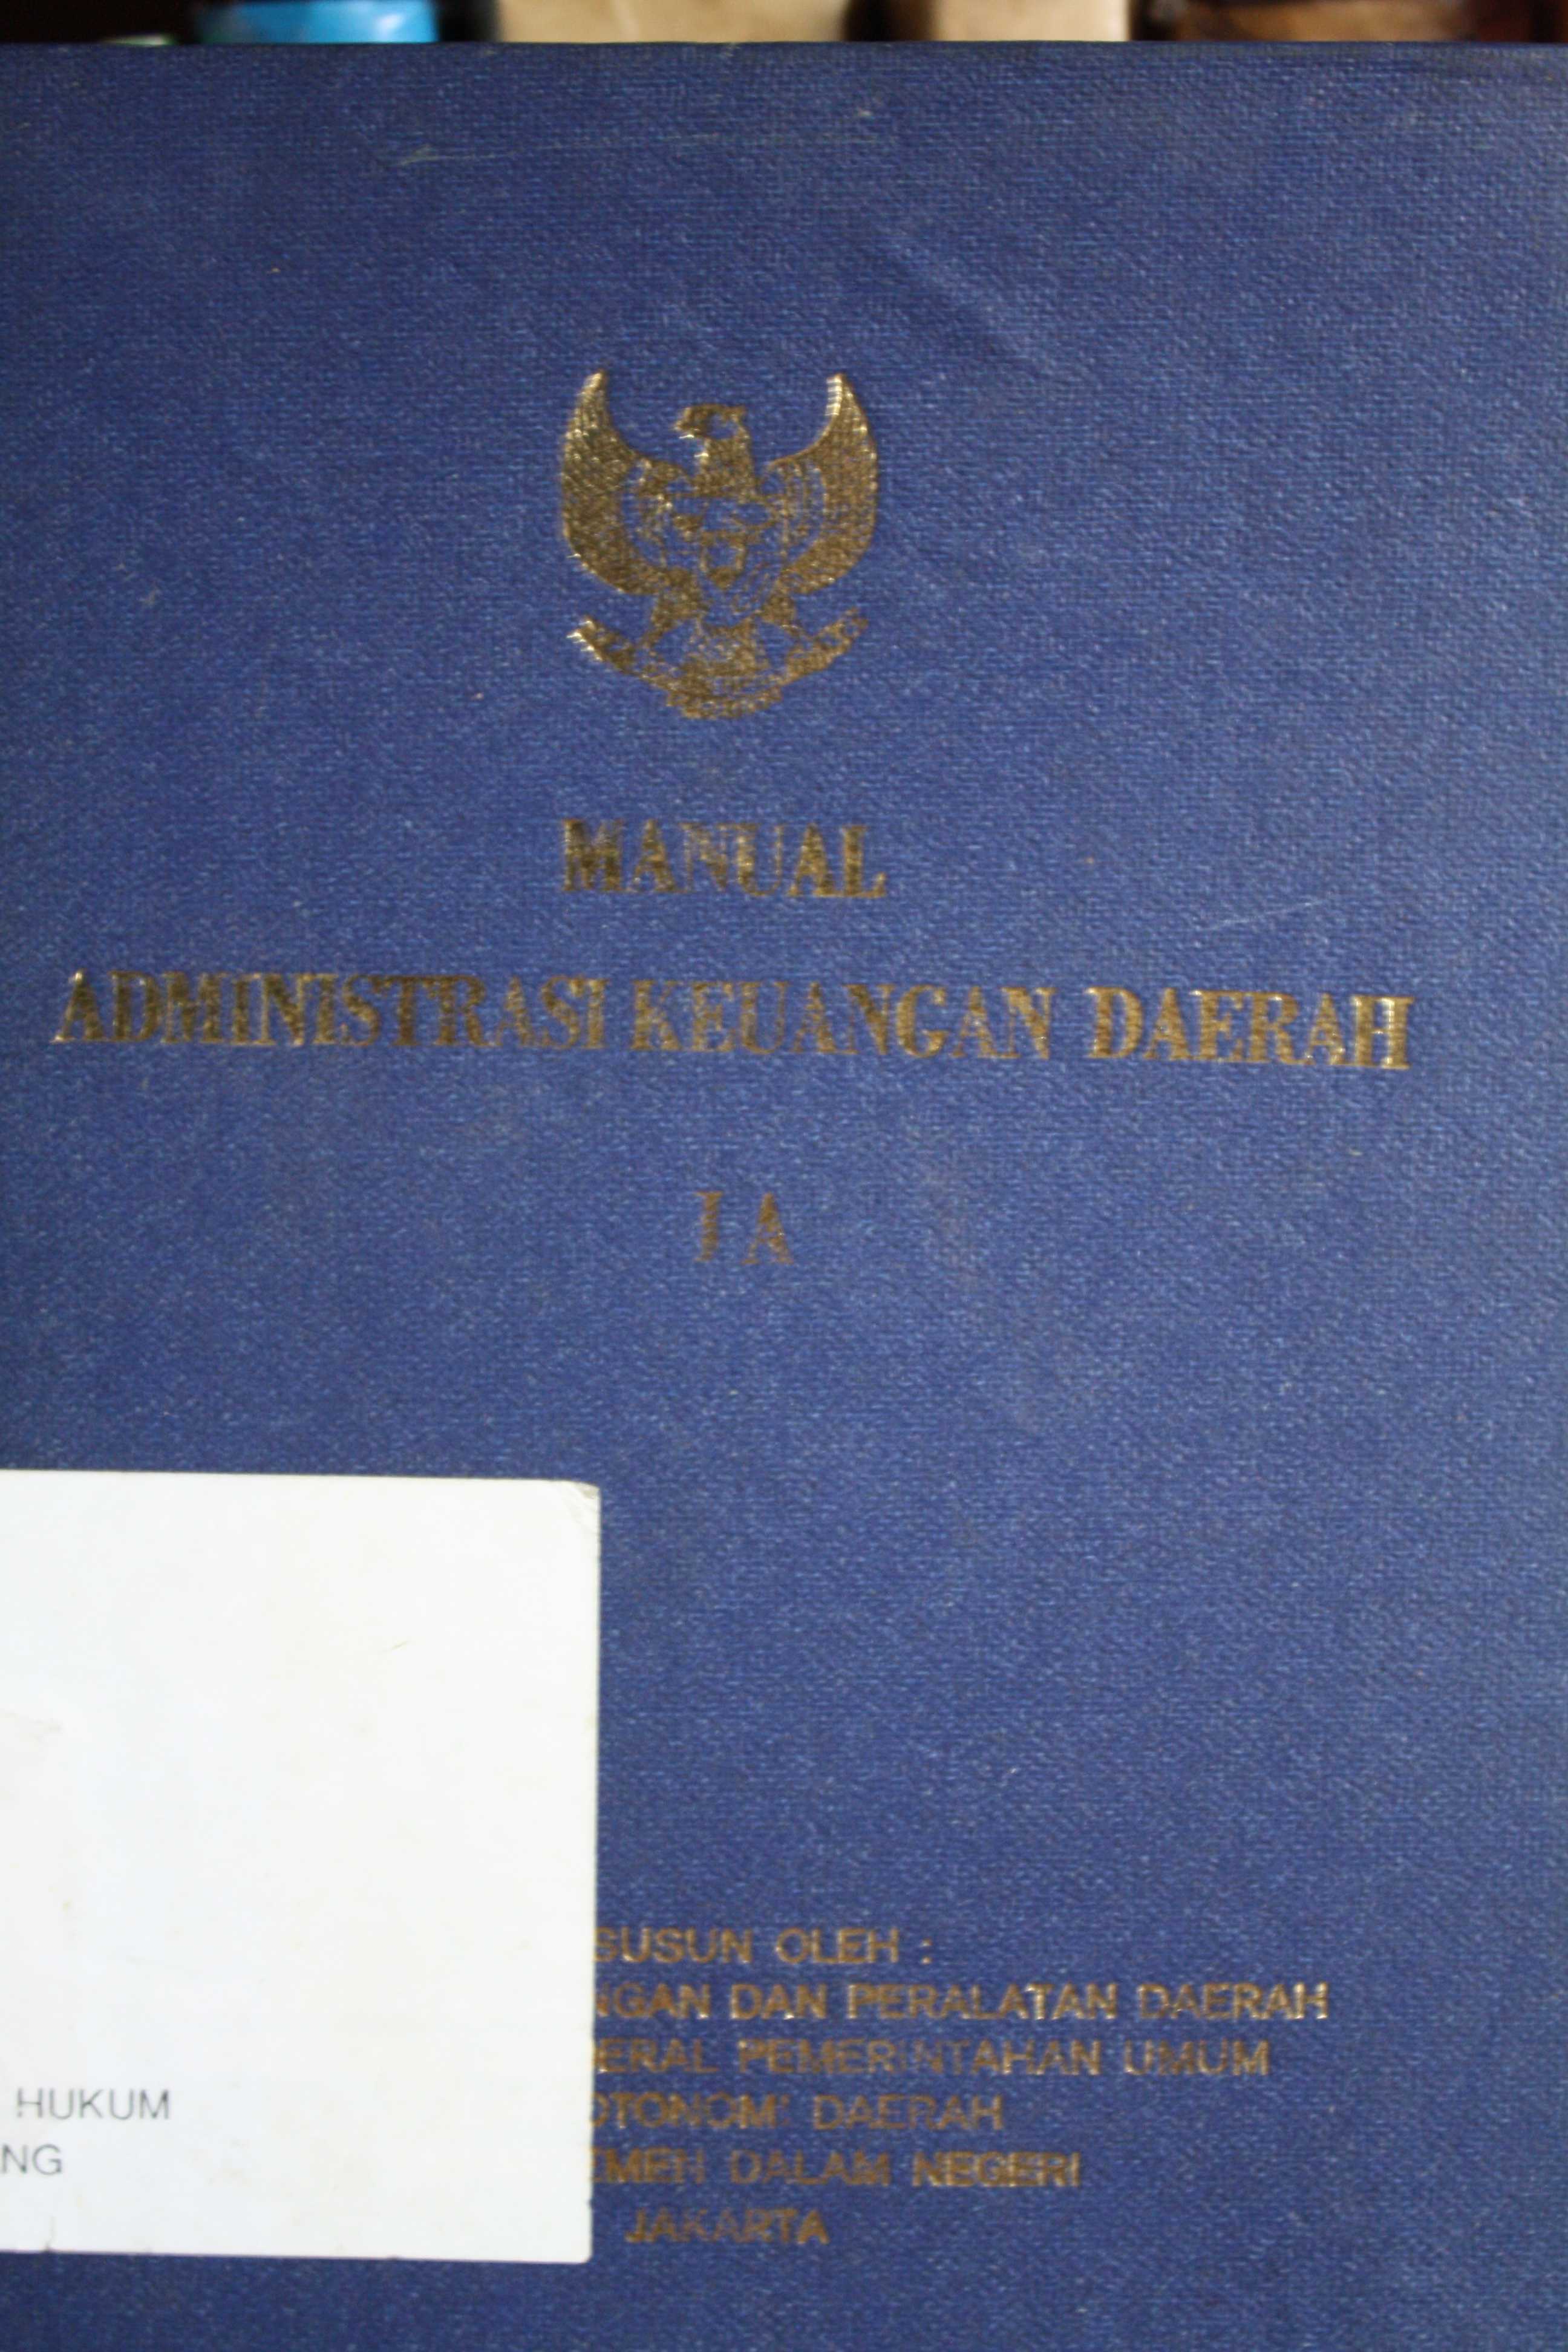 MANUAL
ADMINISTRASI KEUANGAN DAERAH
I A
SUSUN OLEH :
NGAN DAN PERALATAN DAERAH
ERAL PEMERINTAHAN UMUM
OTONOMI DAERAH
EMEN DALAM NEGERI
JAKARTA
HUKUM
NG